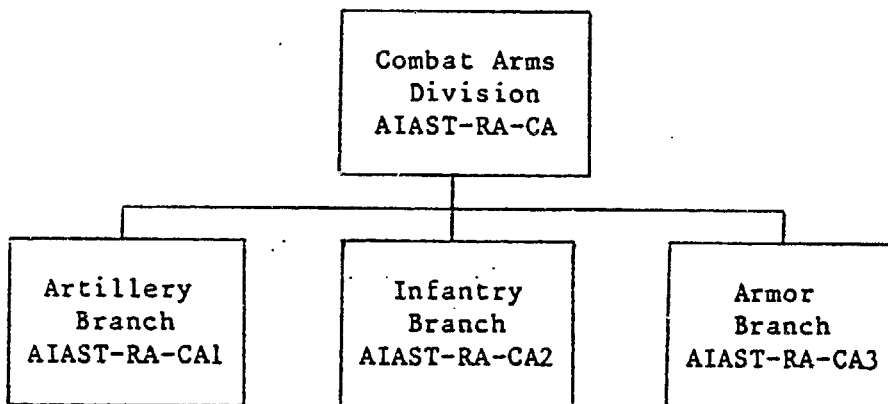 Combat Arms
Division
AIAST-RA-CA
Artillery
Branch
AIAST-RA-CA1
Infantry
Branch
AIAST-RA-CA2
Armor
Branch
AIAST-RA-CA3